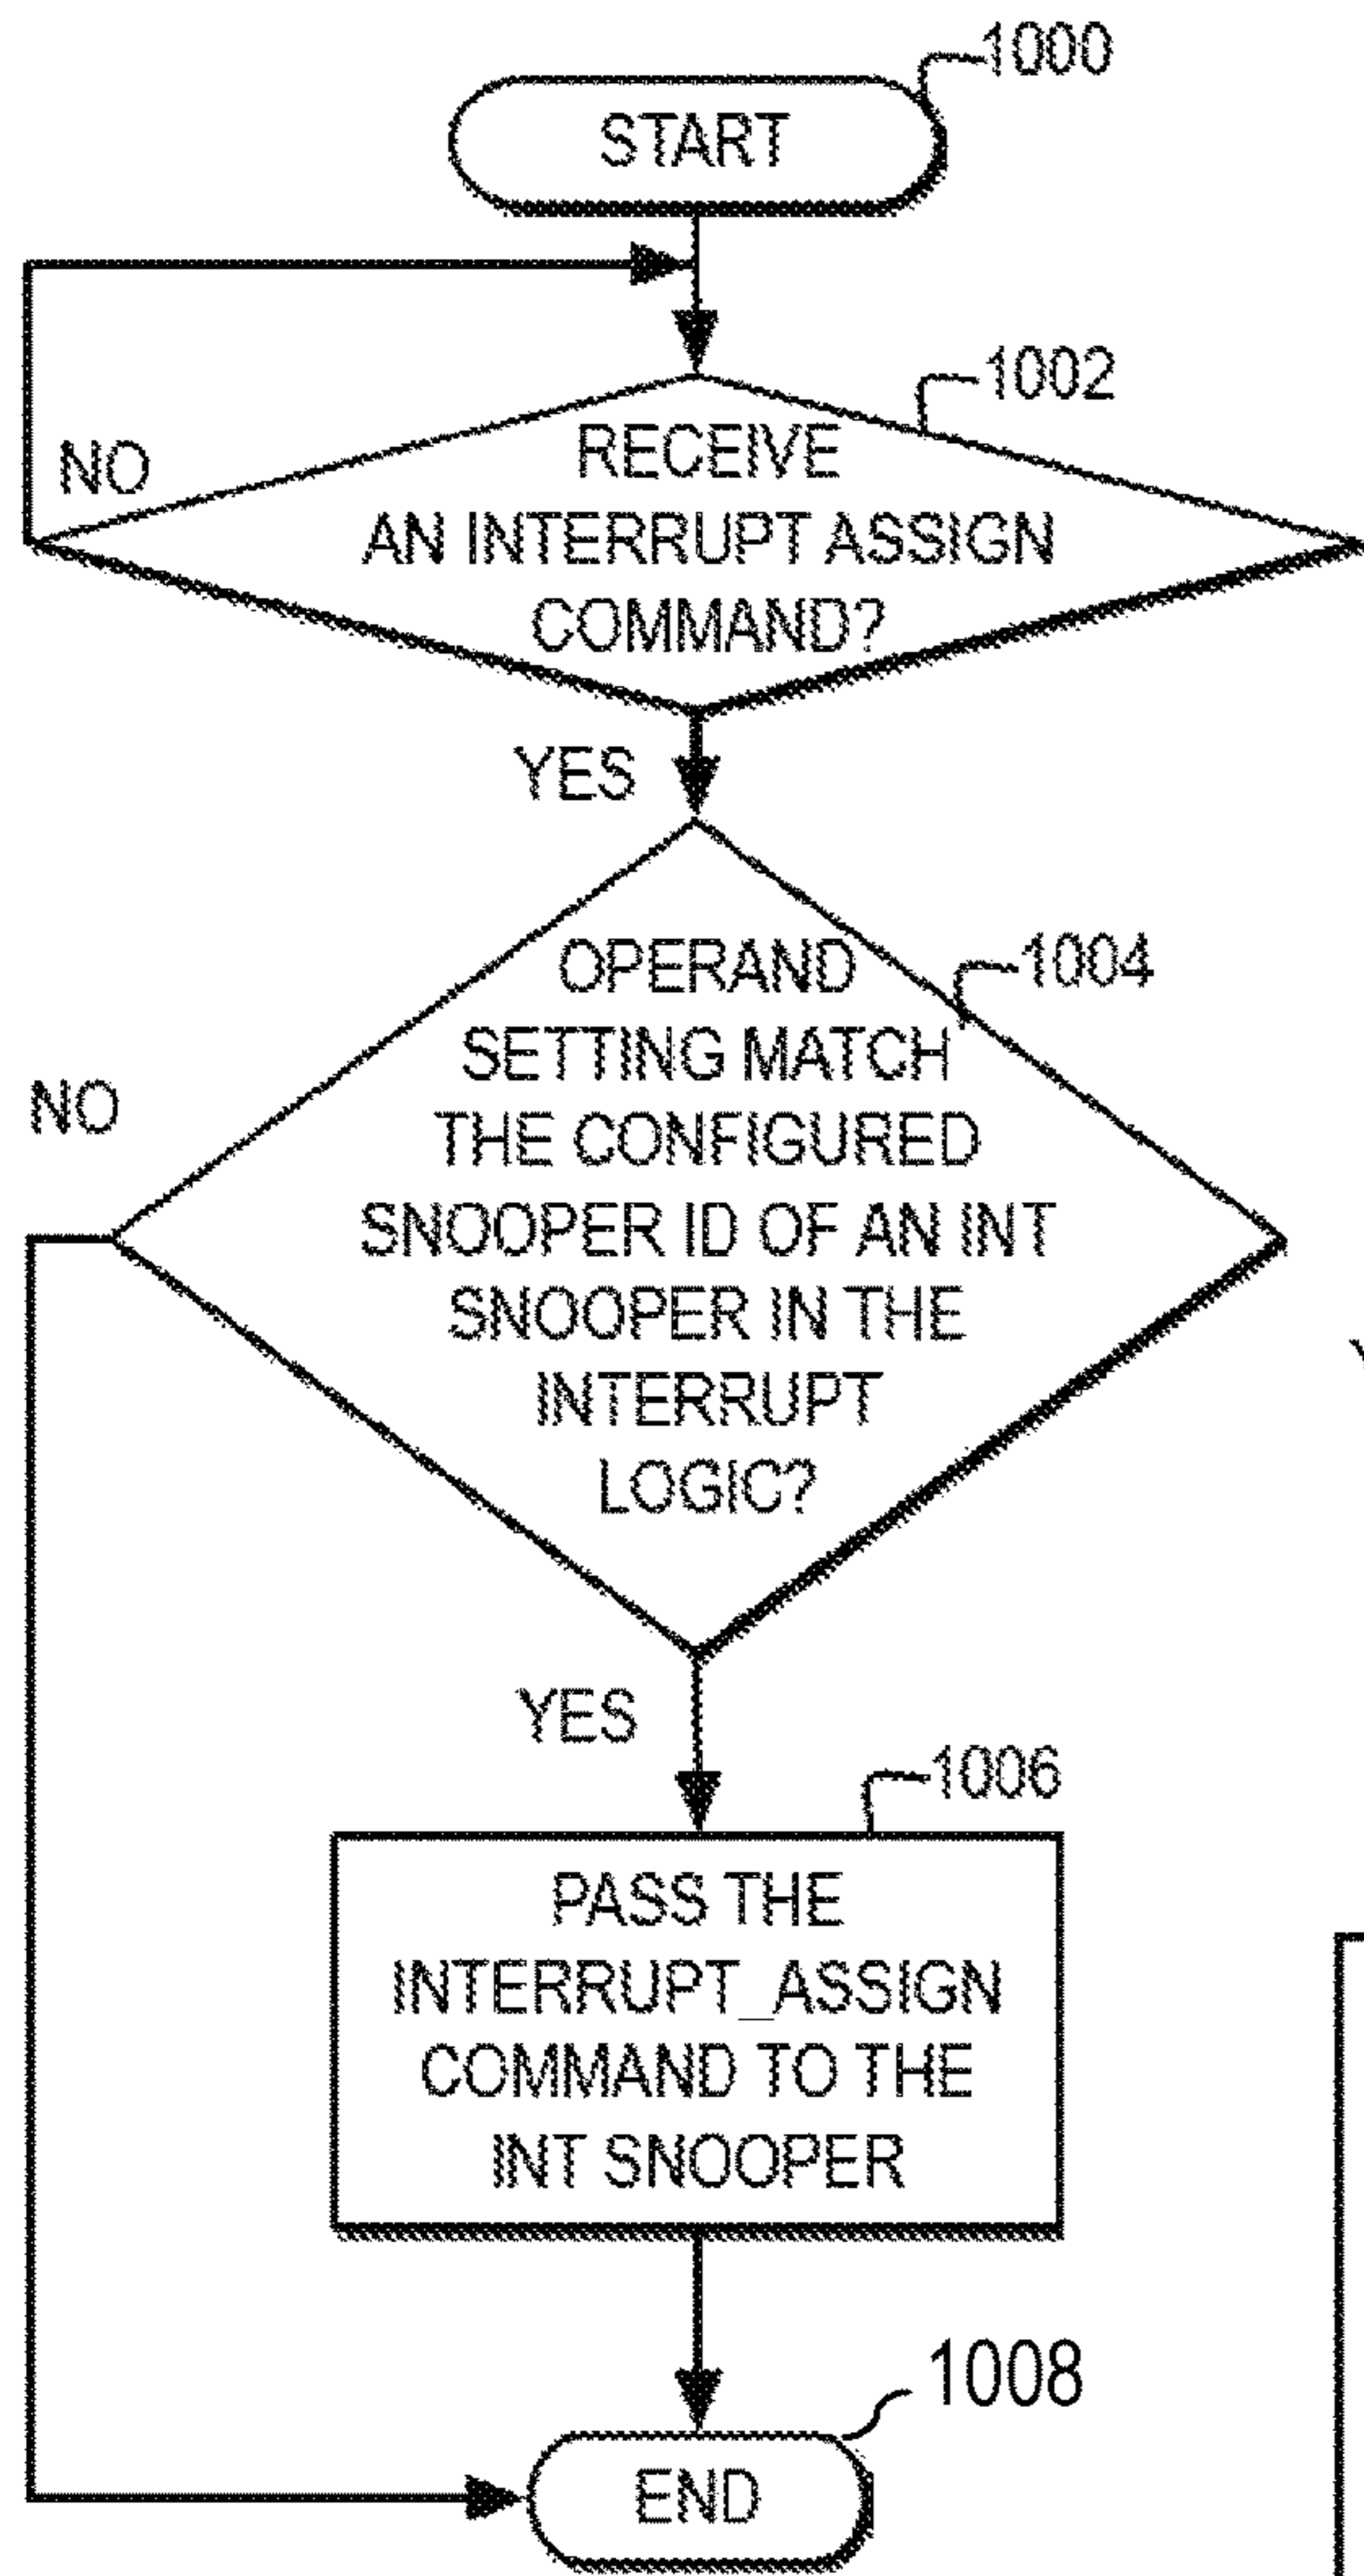 1000
START
1002
RECEIVE
AN INTERRUPT ASSIGN
COMMAND?
NO
YES
1004
OPERAND
SETTING MATCH
THE CONFIGURED
SNOOPER ID OF AN INT
SNOOPER IN THE
INTERRUPT
LOGIC?
NO
YES
1006
PASS THE
INTERRUPT_ASSIGN
COMMAND TO THE
INT SNOOPER
1008
END